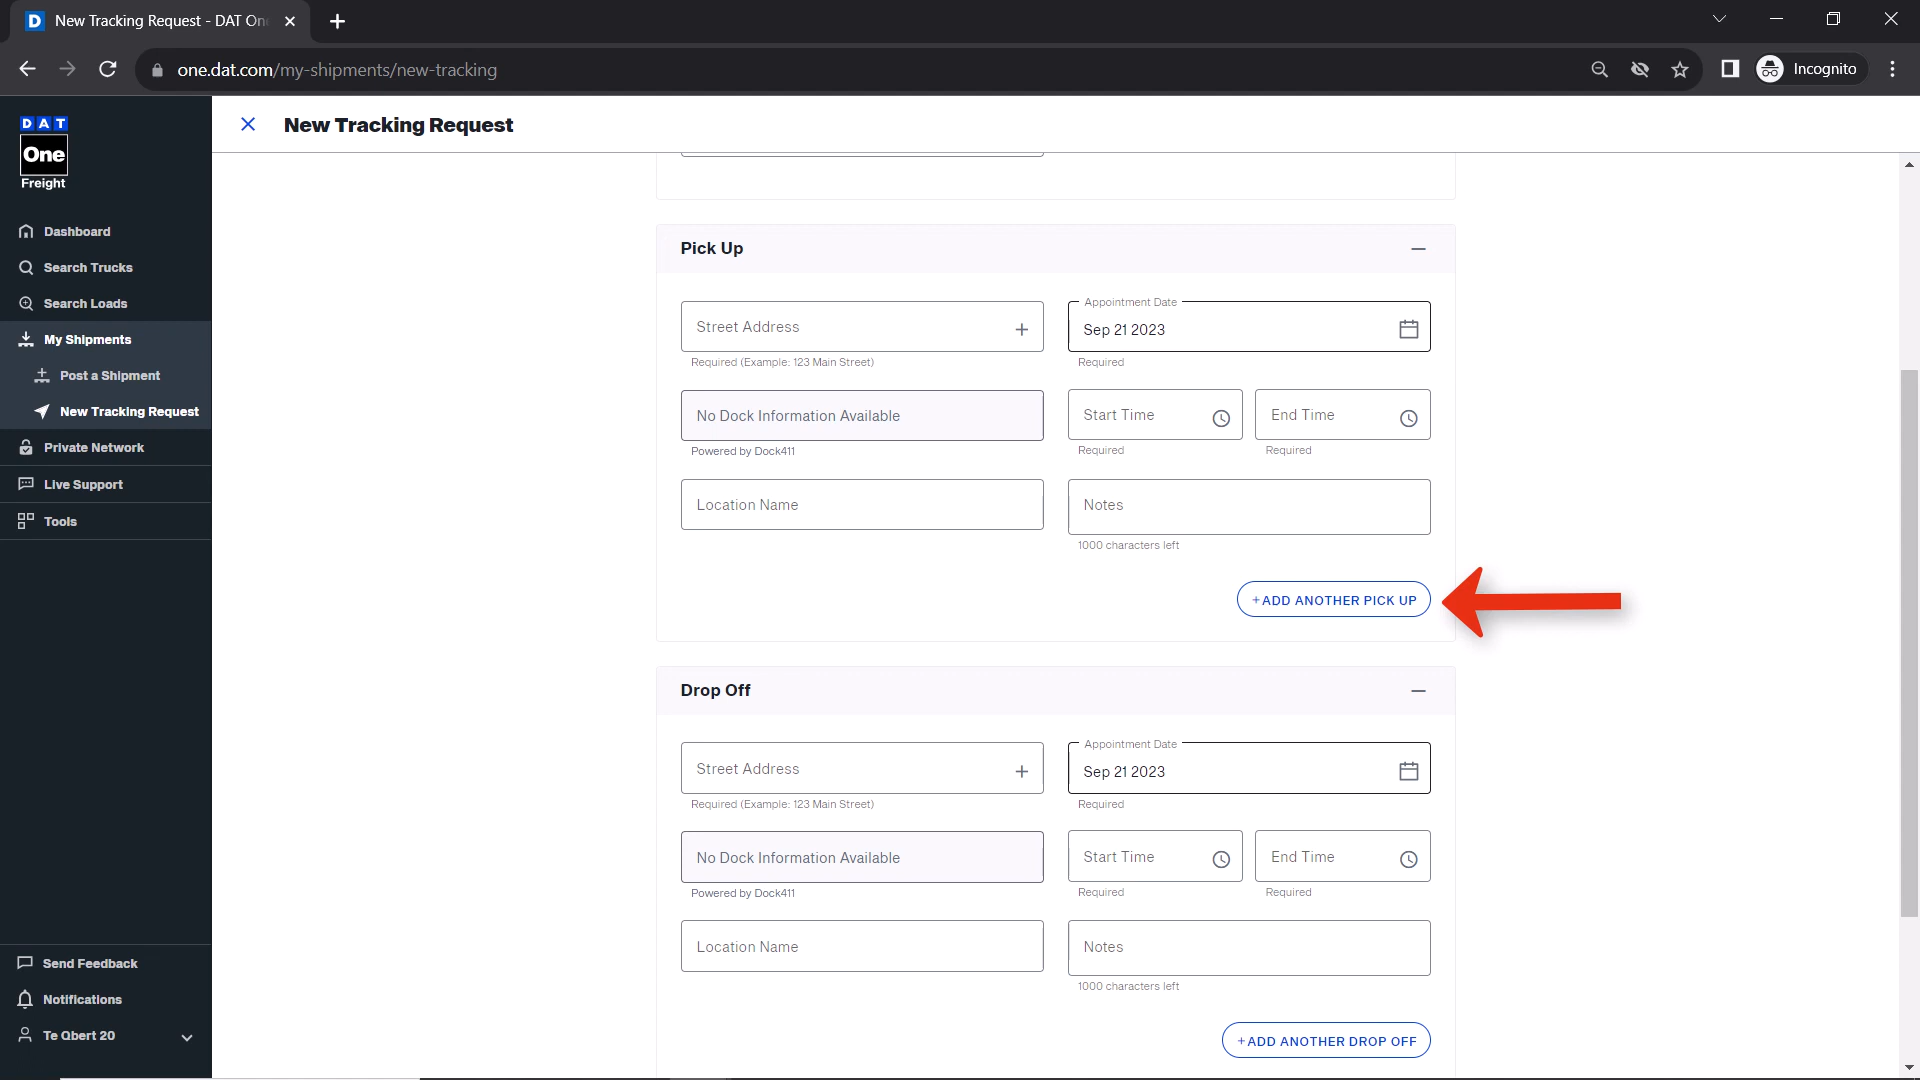 D New Tracking Request - DAT On
one.dat.com/my-shipments/new-tracking
Incognito
DAT
One
Freight
New Tracking Request
Dashboard
Search Trucks
Search Loads
My Shipments
Post a Shipment
New Tracking Request
Private Network
Live Support
Tools
Send Feedback
Notifications
Te Qbert 20
Pick Up
Street Address
Required (Example: 123 Main Street)
Appointment Date
Sep 21 2023
Required
No Dock Information Available
Powered by Dock411
Start Time
Required
End Time
Required
Location Name
Notes
1000 characters left
+ADD ANOTHER PICK UP
Drop Off
Street Address
Required (Example: 123 Main Street)
Appointment Date
Sep 21 2023
Required
No Dock Information Available
Powered by Dock411
Start Time
Required
End Time
Required
Location Name
Notes
1000 characters left
+ADD ANOTHER DROP OFF